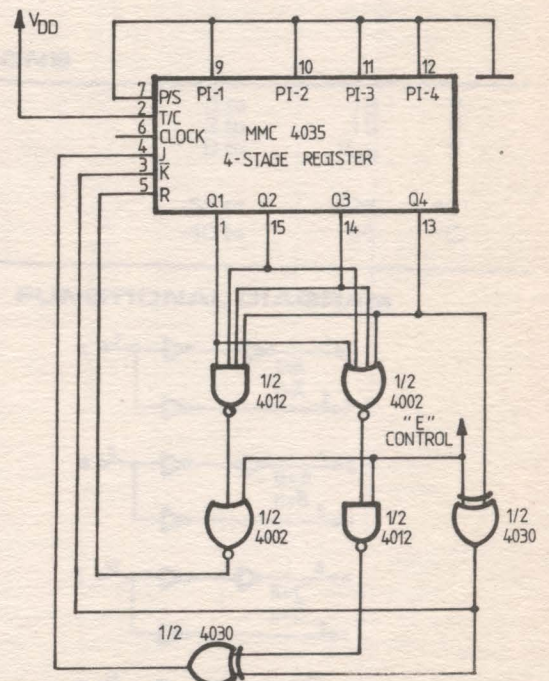 VDD
9 10 11 12
7 P/S PI-1 PI-2 PI-3 PI-4
2 T/C
6 CLOCK MMC 4035
4 J 4-STAGE REGISTER
3 K̅
5 R Q1 Q2 Q3 Q4
1 15 14 13
FUNCTIONAL DIAGRAM
1/2 1/2
4012 4002
"E"
CONTROL
1/2 1/2 1/2
4002 4012 4030
1/2 4030